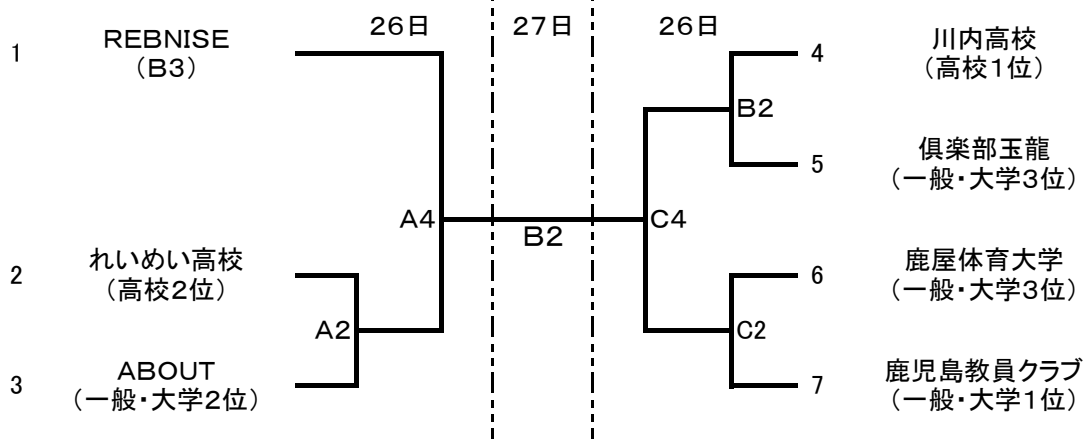 26日
27日
26日
1
REBNISE
(B3)
4
川内高校
(高校1位)
B2
5
倶楽部玉龍
(一般・大学3位)
A4
B2
C4
2
れいめい高校
(高校2位)
6
鹿屋体育大学
(一般・大学3位)
A2
C2
3
ABOUT
(一般・大学2位)
7
鹿児島教員クラブ
(一般・大学1位)